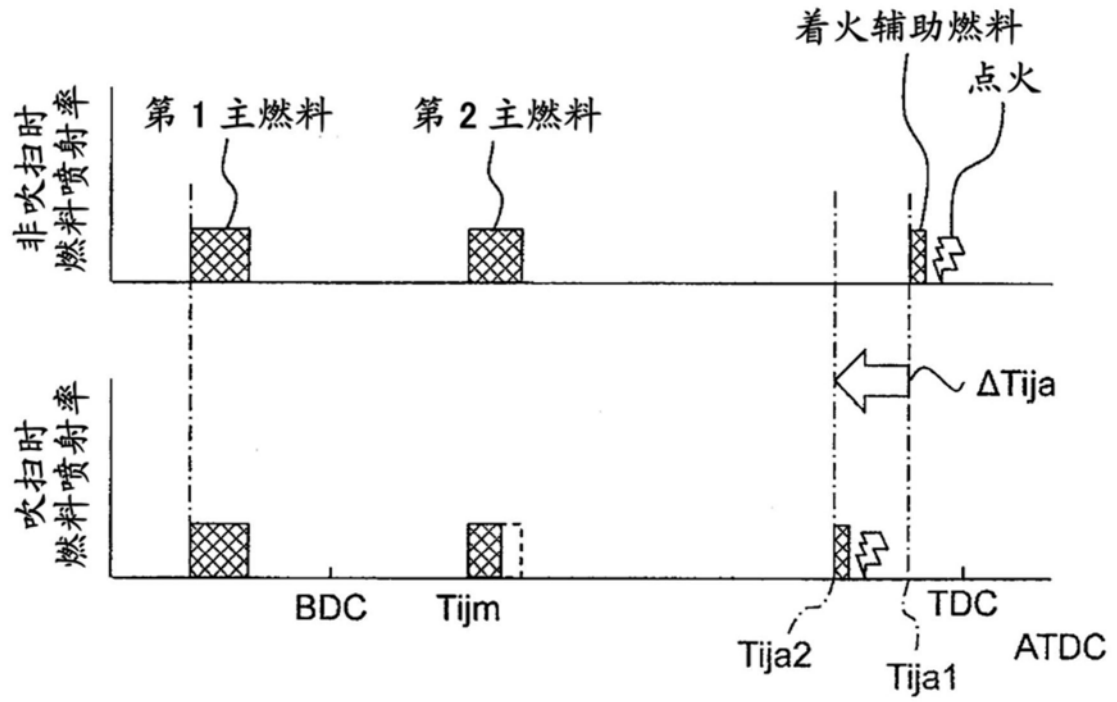 着火辅助燃料
点火
第1主燃料
第2主燃料
非吹扫时
燃料喷射率
ΔTija
吹扫时
燃料喷射率
BDC
Tijm
TDC
Tija2
Tija1
ATDC